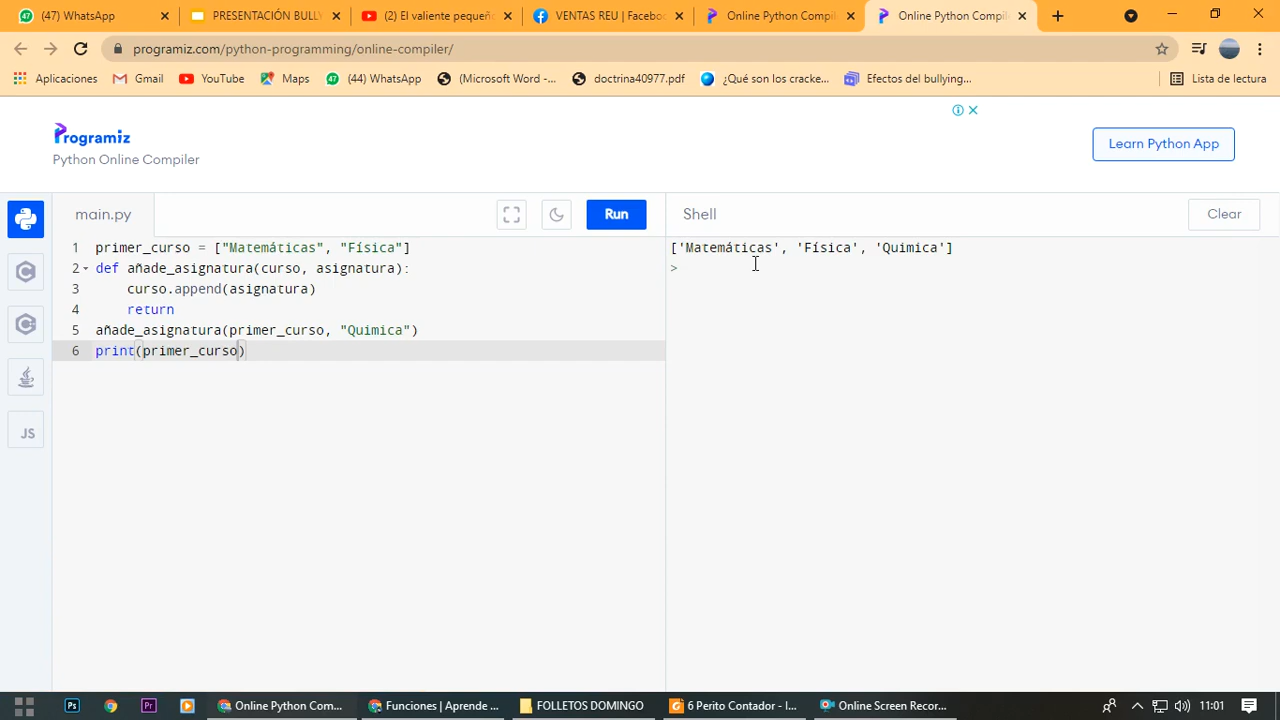 (47) WhatsApp
PRESENTACIÓN BULLY
(2) El valiente pequeño
VENTAS REU | Facebook
Online Python Compile
Online Python Compile
programiz.com/python-programming/online-compiler/
Aplicaciones
Gmail
YouTube
Maps
(44) WhatsApp
(Microsoft Word -...
doctrina40977.pdf
¿Qué son los cracke...
Efectos del bullying...
Lista de lectura
Programiz
Python Online Compiler
Learn Python App
main.py
Run
Shell
Clear
1 primer_curso = ["Matemáticas", "Física"]
2 def añade_asignatura(curso, asignatura):
3     curso.append(asignatura)
4     return
5 añade_asignatura(primer_curso, "Quimica")
6 print(primer_curso)
['Matemáticas', 'Física', 'Quimica']
>
JS
Online Python Com...
Funciones | Aprende ...
FOLLETOS DOMINGO
6 Perito Contador - I...
Online Screen Recor...
11:01